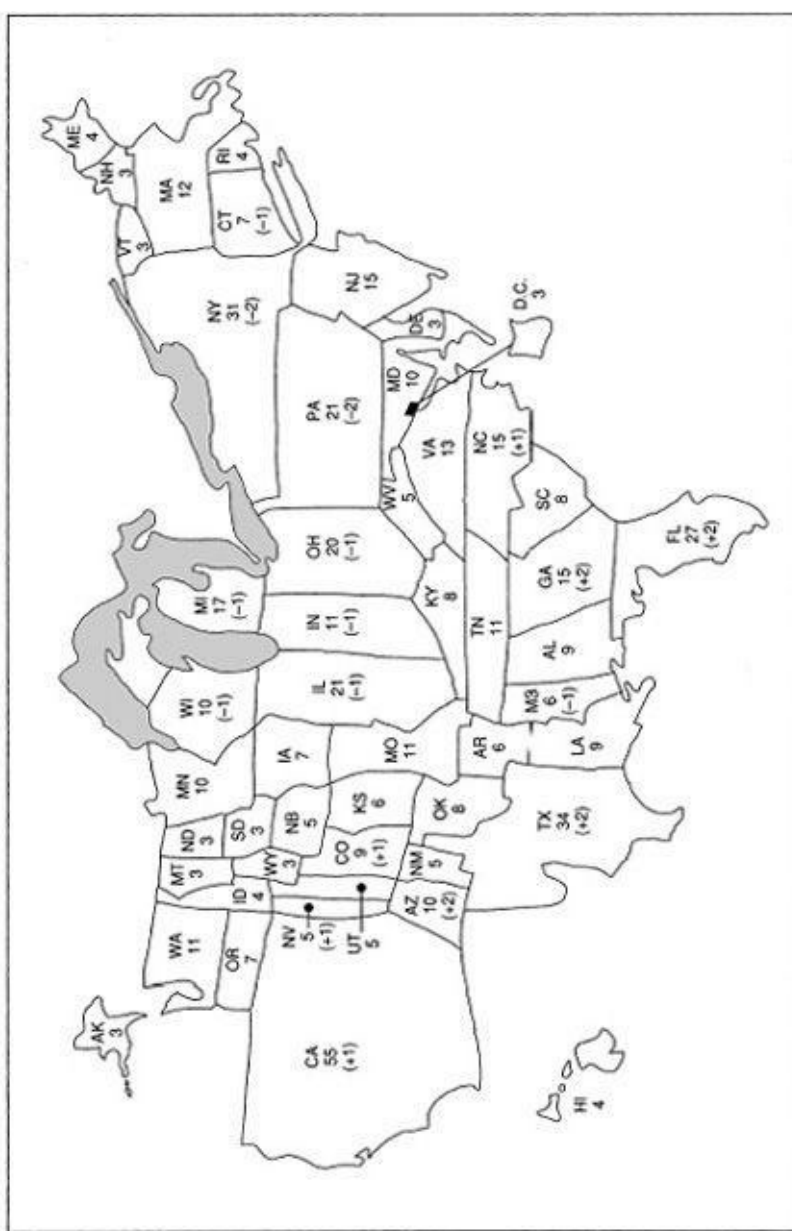 AK
3
WA
11
OR
7
CA
55
(+1)
HI
4
NV
5
(+1)
ID
4
UT
5
AZ
10
(+2)
MT
3
WY
3
CO
9
(+1)
NM
5
ND
3
SD
3
NB
5
KS
6
OK
8
TX
34
(+2)
MN
10
IA
7
MO
11
AR
6
LA
9
WI
10
(–1)
IL
21
(–1)
M3
6
(–1)
MI
17
(–1)
IN
11
(–1)
KY
8
TN
11
AL
9
OH
20
(–1)
GA
15
(+2)
FL
27
(+2)
WV
5
VA
13
NC
15
(+1)
SC
8
PA
21
(–2)
MD
10
DE
3
D.C.
3
NY
31
(–2)
NJ
15
VT
3
NH
3
ME
4
MA
12
CT
7
(–1)
RI
4